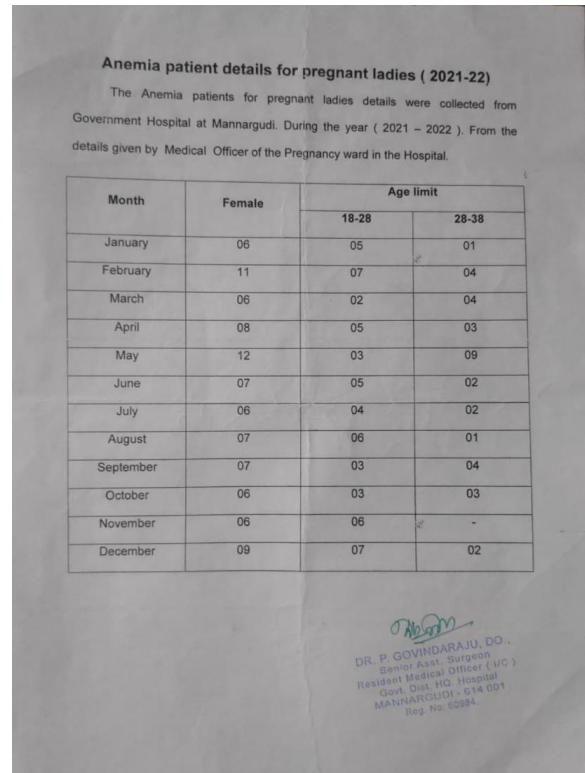 Anemia patient details for pregnant ladies ( 2021-22)
The Anemia patients for pregnant ladies details were collected from
Government Hospital at Mannargudi. During the year ( 2021 – 2022 ). From the
details given by Medical Officer of the Pregnancy ward in the Hospital.
Month Female Age limit
18-28 28-38
January 06 05 01
February 11 07 04
March 06 02 04
April 08 05 03
May 12 03 09
June 07 05 02
July 06 04 02
August 07 06 01
September 07 03 04
October 06 03 03
November 06 06 -
December 09 07 02
DR. P. GOVINDARAJU, DO.,
Senior Asst. Surgeon
Resident Medical Officer ( I/C )
Govt. Dist. HQ. Hospital
MANNARGUDI - 614 001
Reg. No: 60984.